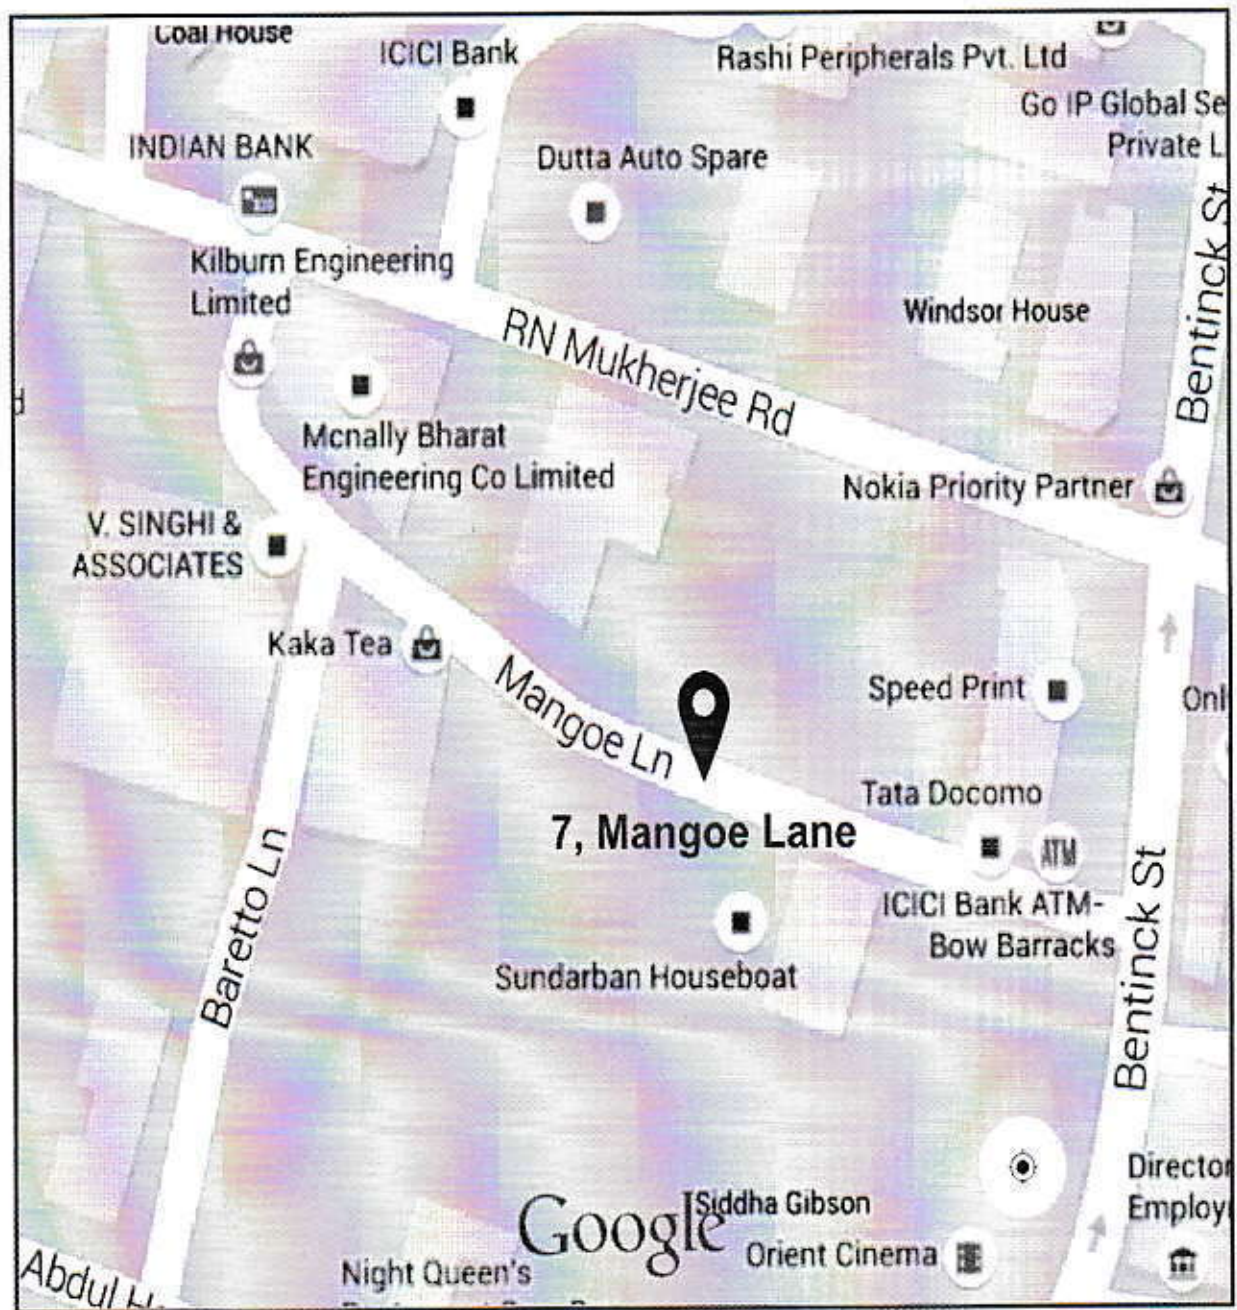 Coal House
ICICI Bank
Rashi Peripherals Pvt. Ltd
Go IP Global Se
Private L
INDIAN BANK
Dutta Auto Spare
Bentinck St
Kilburn Engineering
Limited
Windsor House
RN Mukherjee Rd
d
Mcnally Bharat
Engineering Co Limited
Nokia Priority Partner
V. SINGHI &
ASSOCIATES
Kaka Tea
Mangoe Ln
Speed Print
Onl
Tata Docomo
7, Mangoe Lane
ATM
Baretto Ln
ICICI Bank ATM-
Bow Barracks
Bentinck St
Sundarban Houseboat
Director
Employ
Siddha Gibson
Google
Orient Cinema
Night Queen's
Abdul H